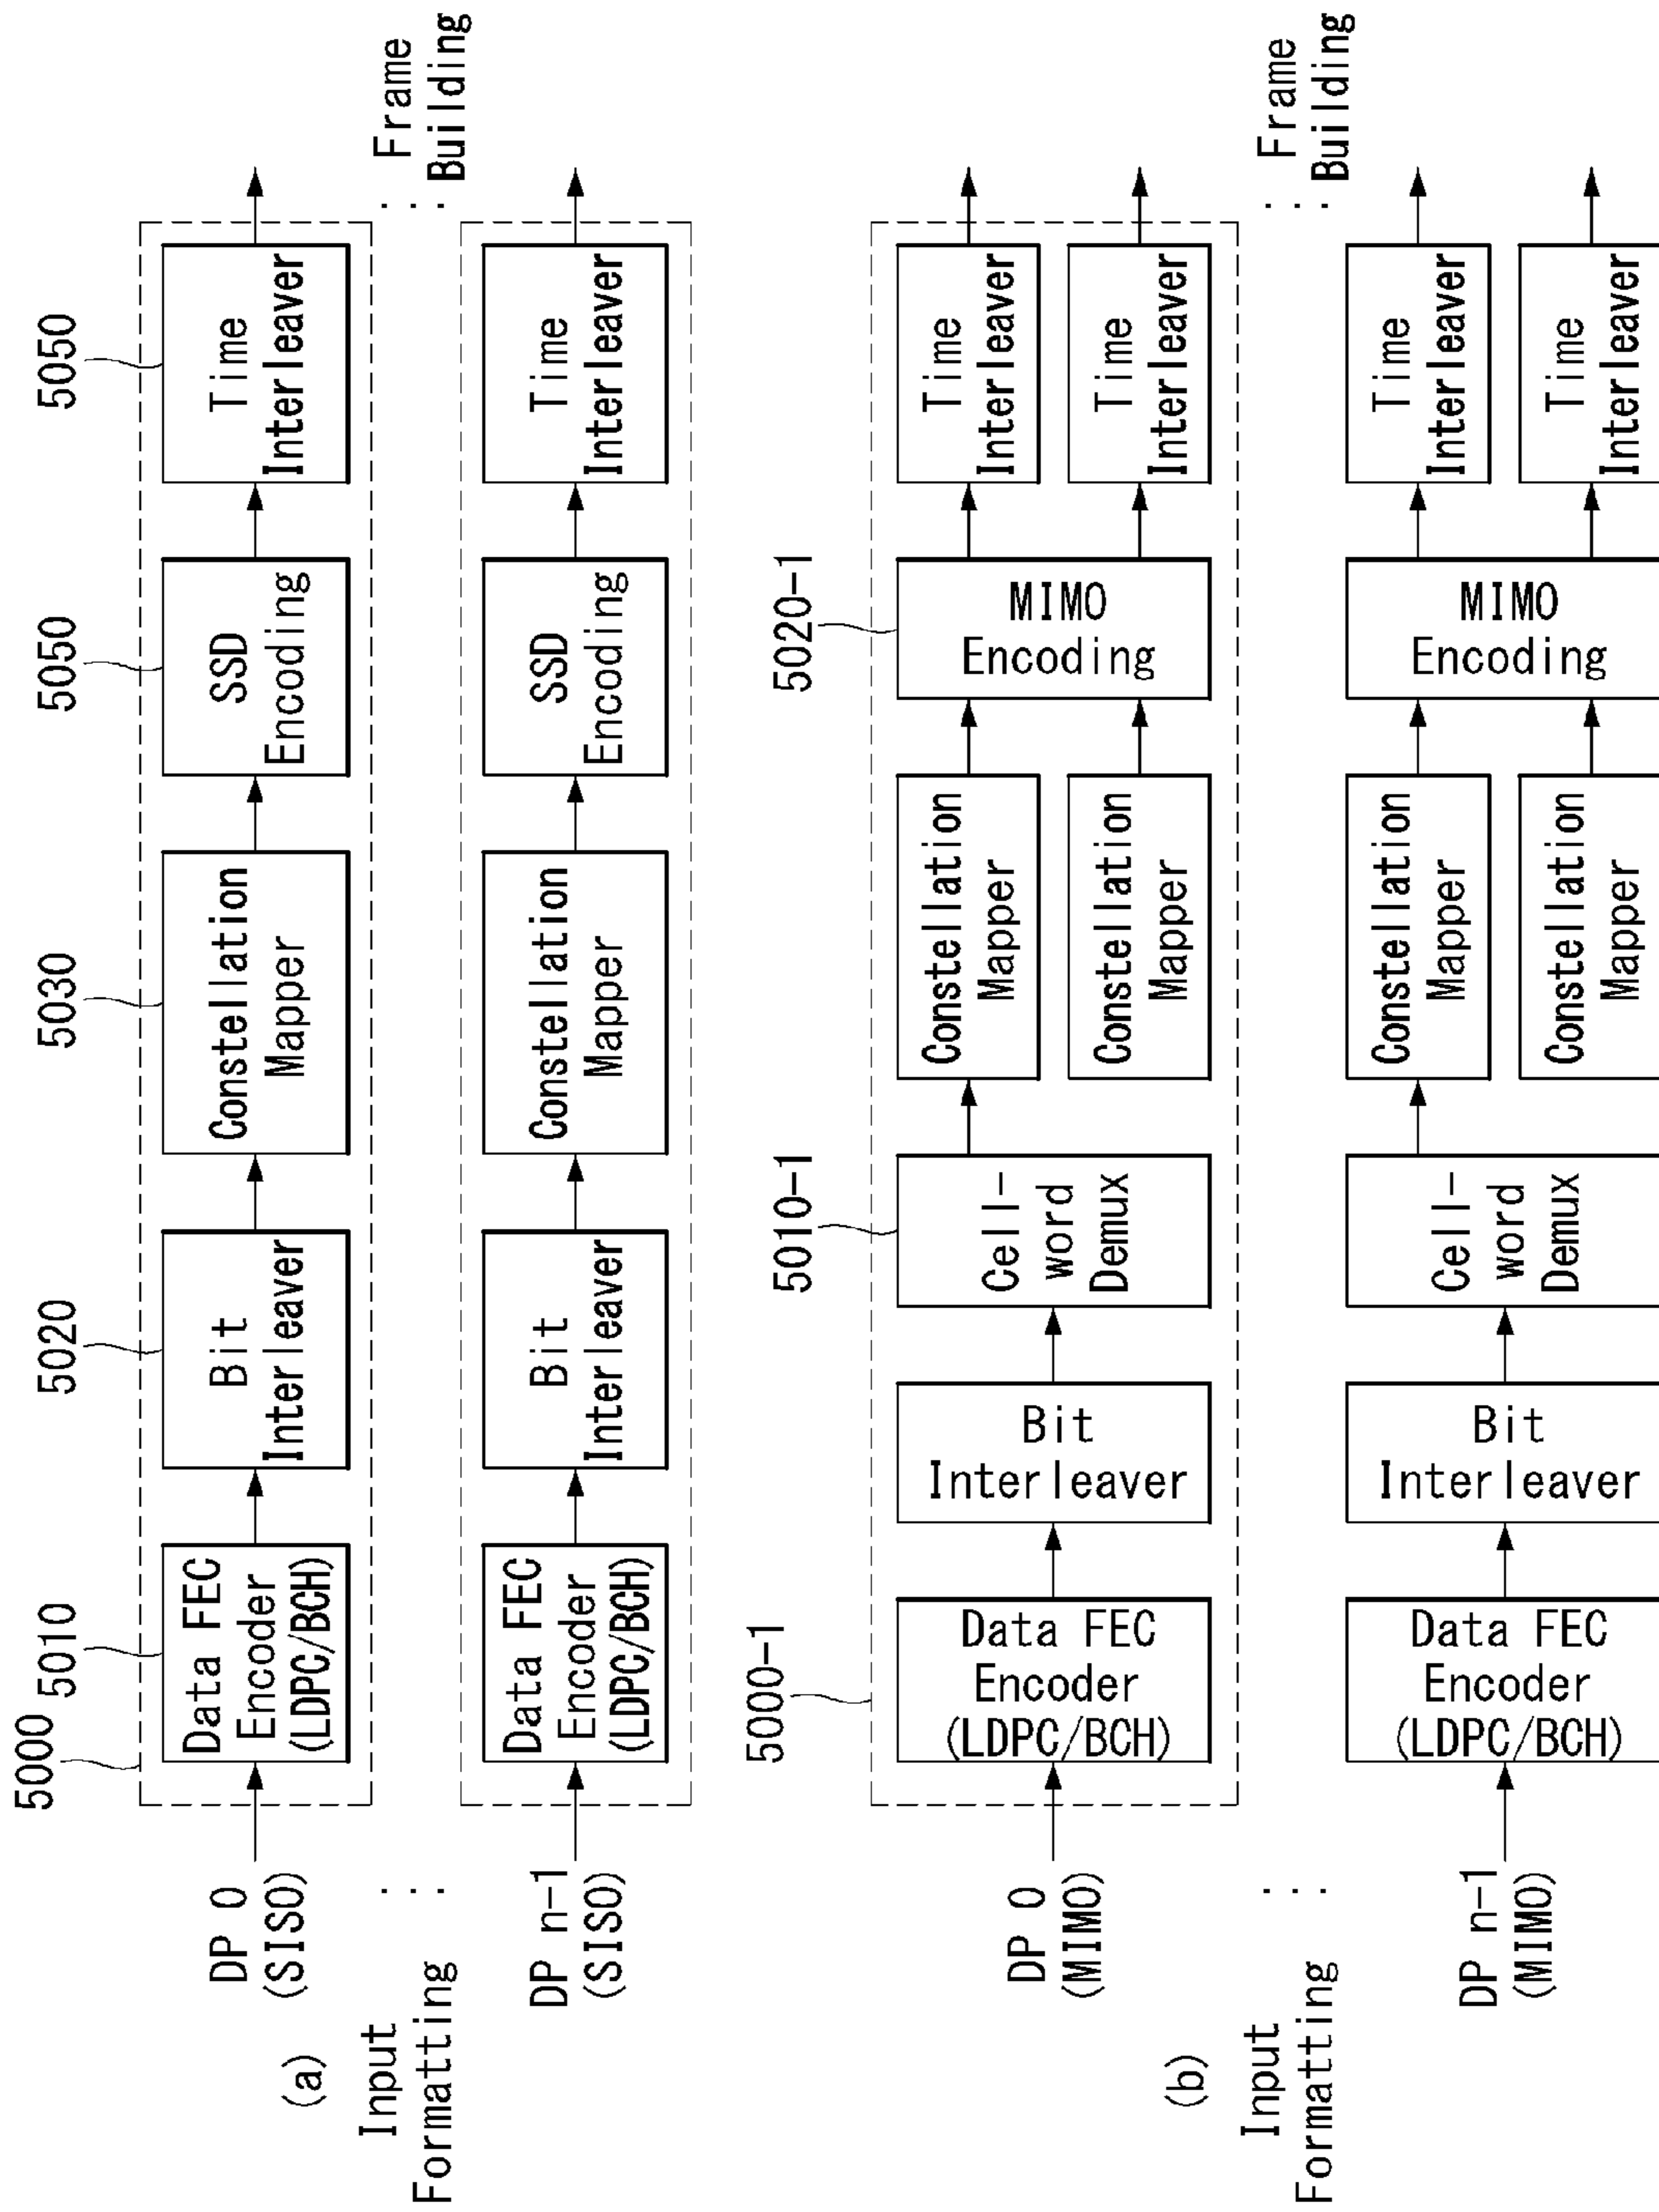 (a)
5000
5010
5020
5030
5050
5050
Input
Formatting
DP 0
(SISO)
Data FEC
Encoder
(LDPC/BCH)
Bit
Interleaver
Constellation
Mapper
SSD
Encoding
Time
Interleaver
...
...
Frame
Building
DP n-1
(SISO)
Data FEC
Encoder
(LDPC/BCH)
Bit
Interleaver
Constellation
Mapper
SSD
Encoding
Time
Interleaver
(b)
5000-1
5010-1
5020-1
Input
Formatting
DP 0
(MIMO)
Data FEC
Encoder
(LDPC/BCH)
Bit
Interleaver
Cell-
word
Demux
Constellation
Mapper
Constellation
Mapper
MIMO
Encoding
Time
Interleaver
Time
Interleaver
...
...
Frame
Building
DP n-1
(MIMO)
Data FEC
Encoder
(LDPC/BCH)
Bit
Interleaver
Cell-
word
Demux
Constellation
Mapper
Constellation
Mapper
MIMO
Encoding
Time
Interleaver
Time
Interleaver